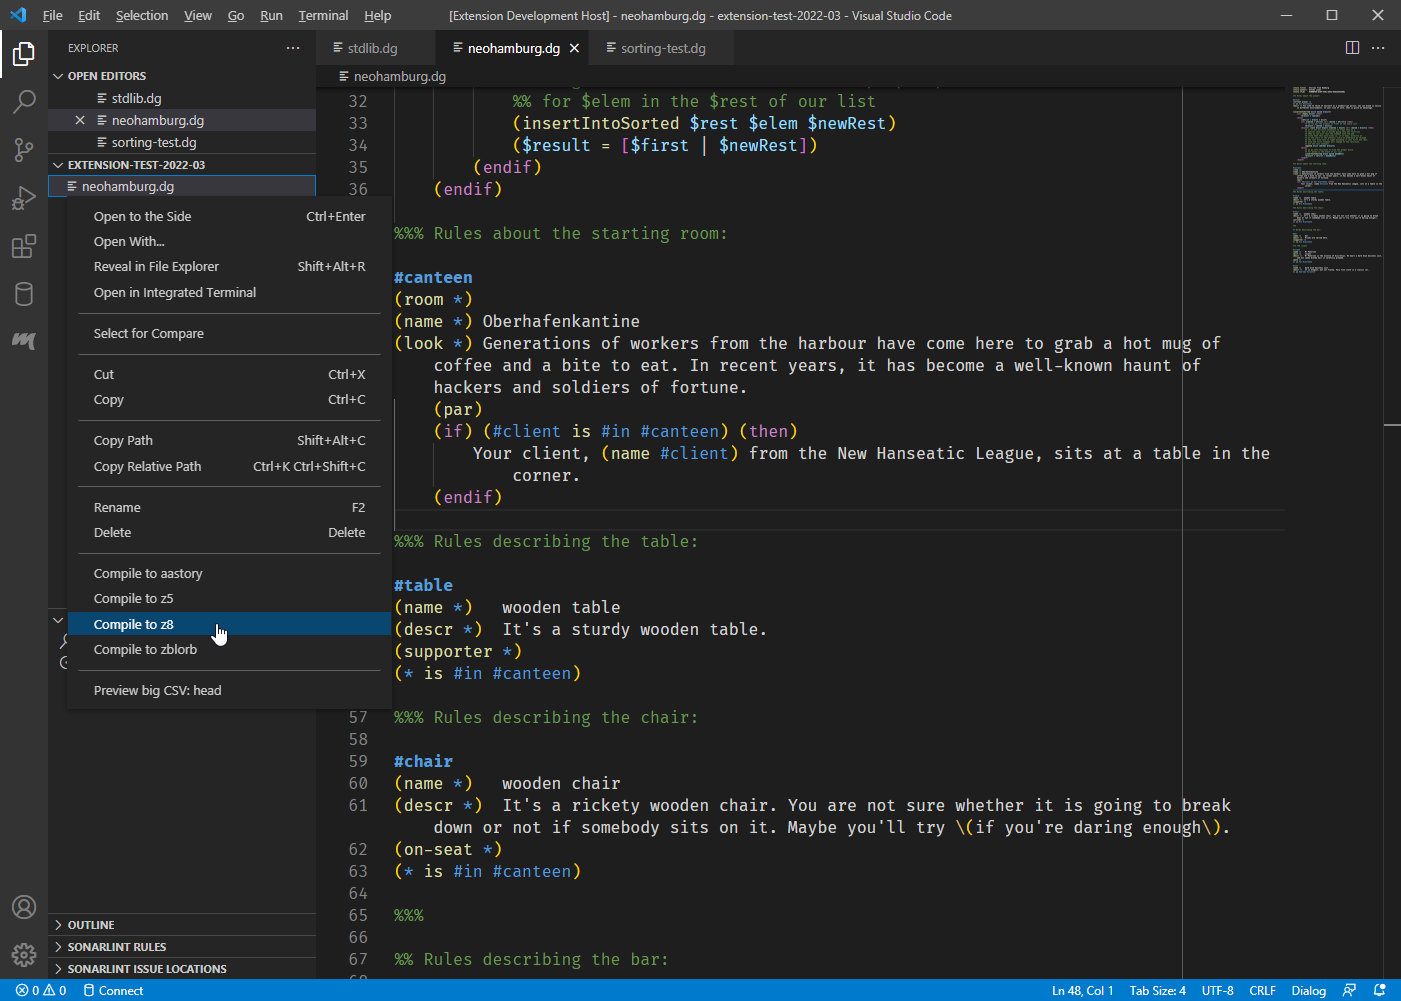 File Edit Selection View Go Run Terminal Help [Extension Development Host] - neohamburg.dg - extension-test-2022-03 - Visual Studio Code
EXPLORER
OPEN EDITORS
stdlib.dg
neohamburg.dg
sorting-test.dg
EXTENSION-TEST-2022-03
neohamburg.dg
Open to the Side Ctrl+Enter
Open With...
Reveal in File Explorer Shift+Alt+R
Open in Integrated Terminal
Select for Compare
Cut Ctrl+X
Copy Ctrl+C
Copy Path Shift+Alt+C
Copy Relative Path Ctrl+K Ctrl+Shift+C
Rename F2
Delete Delete
Compile to aastory
Compile to z5
Compile to z8
Compile to zblorb
Preview big CSV: head
OUTLINE
SONARLINT RULES
SONARLINT ISSUE LOCATIONS
stdlib.dg neohamburg.dg sorting-test.dg
neohamburg.dg
32 %% for $elem in the $rest of our list
33 (insertIntoSorted $rest $elem $newRest)
34 ($result = [$first | $newRest])
35 (endif)
36 (endif)
%%% Rules about the starting room:
#canteen
(room *)
(name *) Oberhafenkantine
(look *) Generations of workers from the harbour have come here to grab a hot mug of
coffee and a bite to eat. In recent years, it has become a well-known haunt of
hackers and soldiers of fortune.
(par)
(if) (#client is #in #canteen) (then)
Your client, (name #client) from the New Hanseatic League, sits at a table in the
corner.
(endif)
%%% Rules describing the table:
#table
(name *) wooden table
(descr *) It's a sturdy wooden table.
(supporter *)
(* is #in #canteen)
57 %%% Rules describing the chair:
58
59 #chair
60 (name *) wooden chair
61 (descr *) It's a rickety wooden chair. You are not sure whether it is going to break
down or not if somebody sits on it. Maybe you'll try \(if you're daring enough\).
62 (on-seat *)
63 (* is #in #canteen)
64
65 %%%
66
67 %% Rules describing the bar:
0 0 Connect Ln 48, Col 1 Tab Size: 4 UTF-8 CRLF Dialog